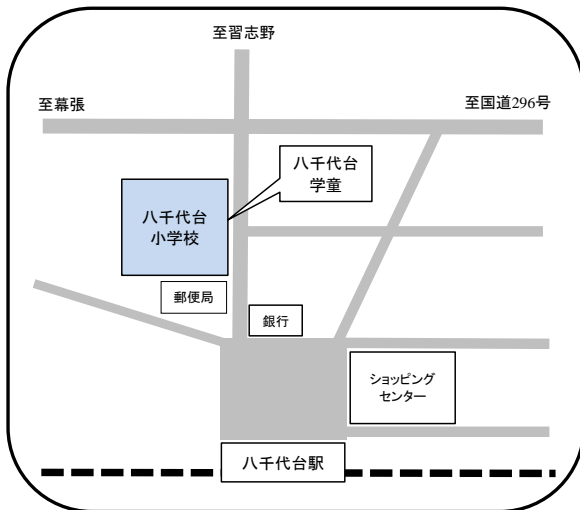 至習志野
至幕張
至国道296号
八千代台
学童
八千代台
小学校
郵便局
銀行
ショッピング
センター
八千代台駅